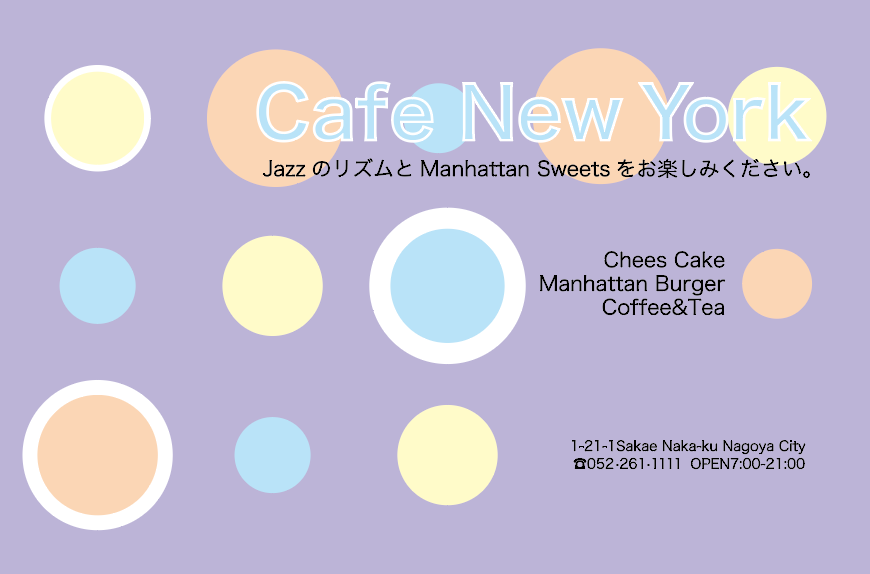 Cafe New York
Jazz のリズムと Manhattan Sweets をお楽しみください。
Chees Cake
Manhattan Burger
Coffee&Tea
1-21-1Sakae Naka-ku Nagoya City
☎052-261-1111 OPEN7:00-21:00